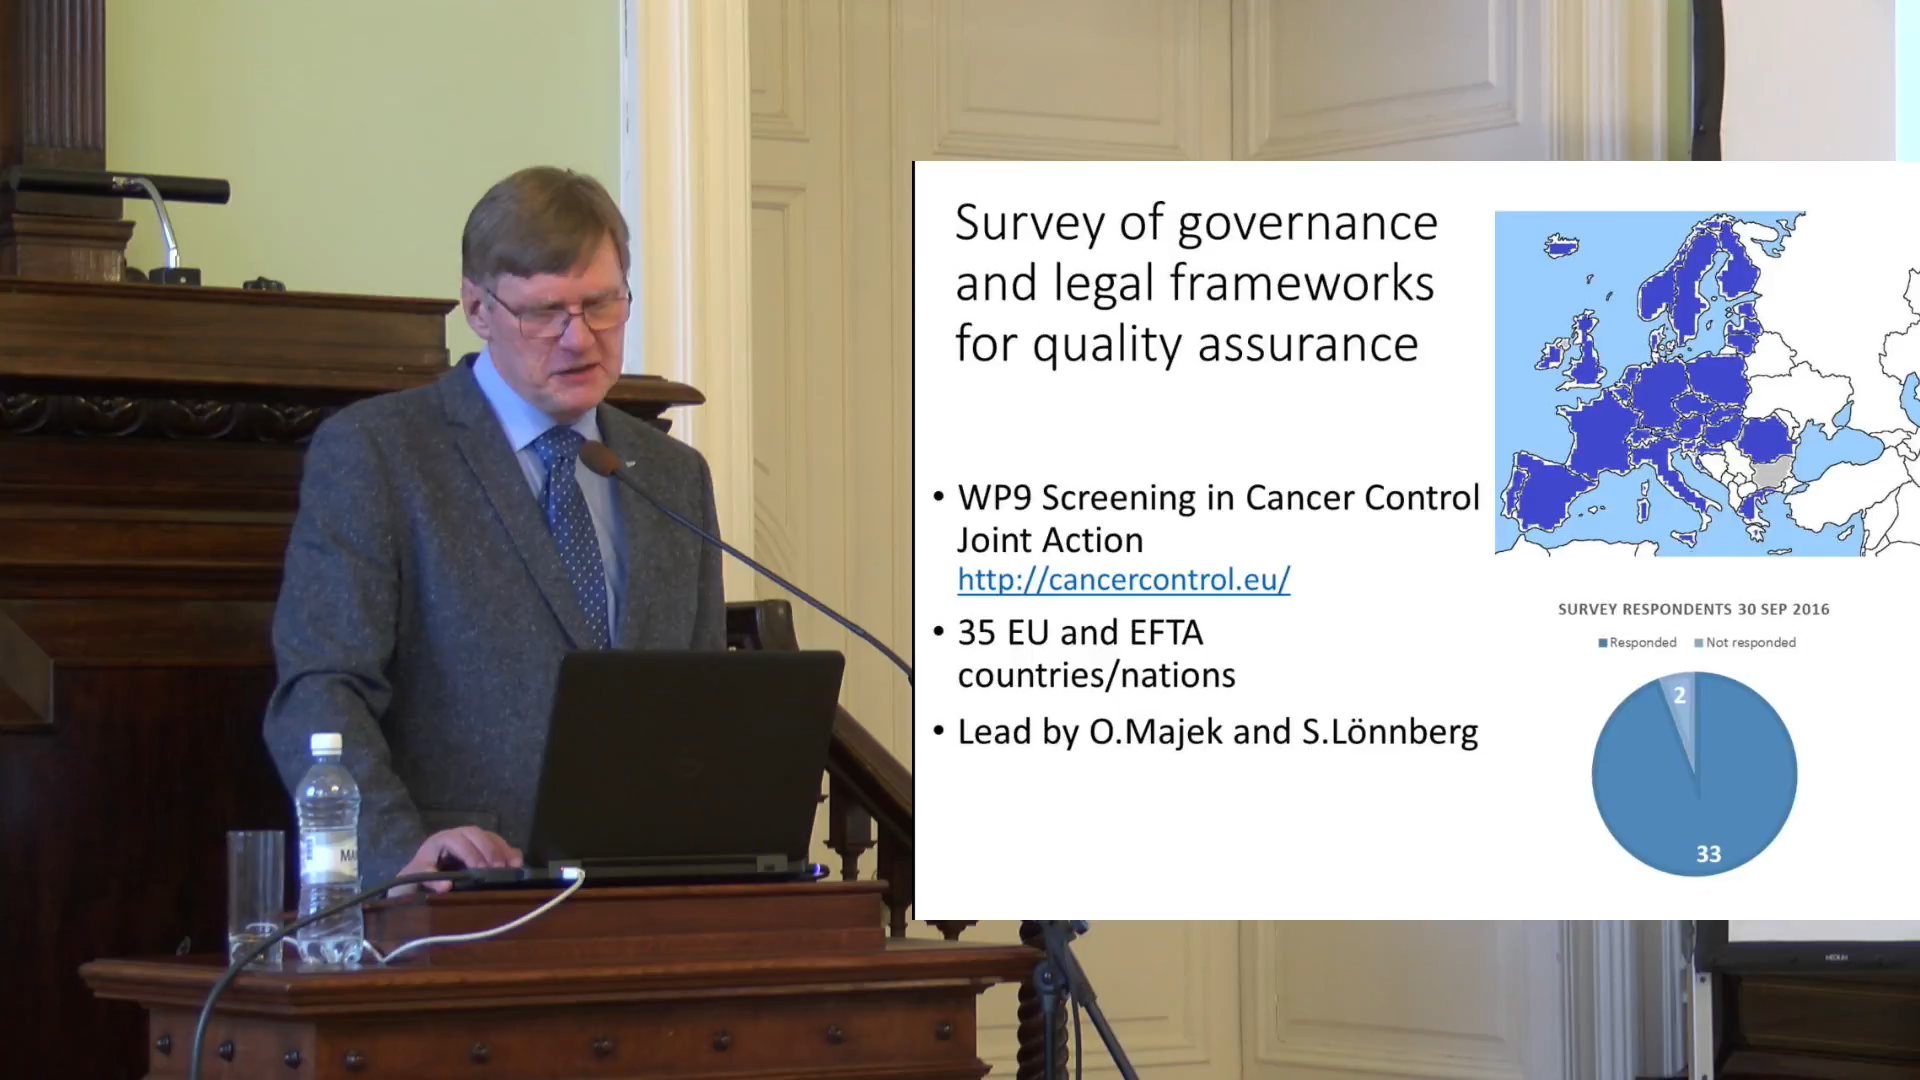 Survey of governance
and legal frameworks
for quality assurance
• WP9 Screening in Cancer Control
Joint Action
http://cancercontrol.eu/
• 35 EU and EFTA
countries/nations
• Lead by O.Majek and S.Lönnberg
SURVEY RESPONDENTS 30 SEP 2016
Responded Not responded
2
33